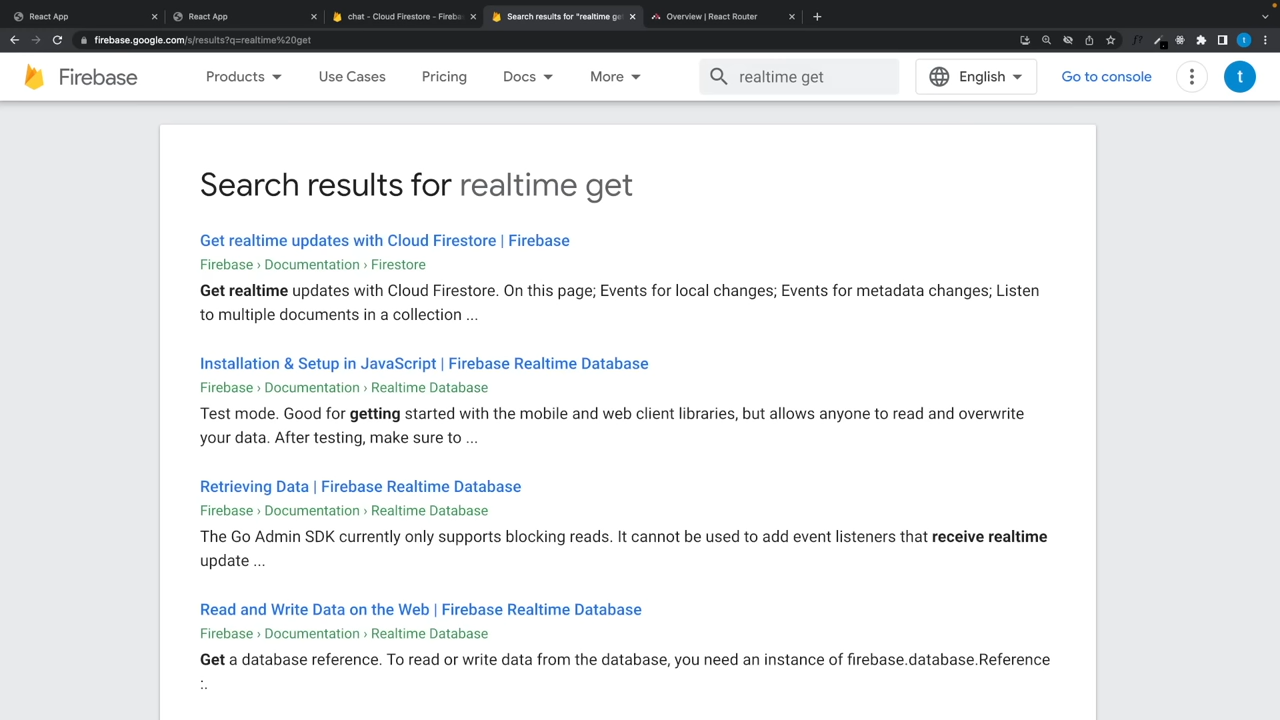 React App
React App
chat - Cloud Firestore - Fireba
Search results for "realtime ge
Overview | React Router
firebase.google.com/s/results?q=realtime%20get
Firebase
Products
Use Cases
Pricing
Docs
More
realtime get
English
Go to console
t
Search results for realtime get
Get realtime updates with Cloud Firestore | Firebase
Firebase › Documentation › Firestore
Get realtime updates with Cloud Firestore. On this page; Events for local changes; Events for metadata changes; Listen
to multiple documents in a collection ...
Installation & Setup in JavaScript | Firebase Realtime Database
Firebase › Documentation › Realtime Database
Test mode. Good for getting started with the mobile and web client libraries, but allows anyone to read and overwrite
your data. After testing, make sure to ...
Retrieving Data | Firebase Realtime Database
Firebase › Documentation › Realtime Database
The Go Admin SDK currently only supports blocking reads. It cannot be used to add event listeners that receive realtime
update ...
Read and Write Data on the Web | Firebase Realtime Database
Firebase › Documentation › Realtime Database
Get a database reference. To read or write data from the database, you need an instance of firebase.database.Reference
:.